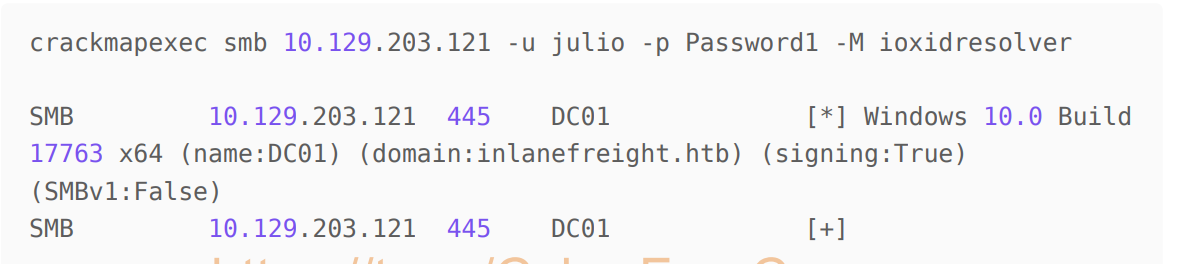 crackmapexec smb 10.129.203.121 -u julio -p Password1 -M ioxidresolver
SMB 10.129.203.121 445 DC01 [*] Windows 10.0 Build
17763 x64 (name:DC01) (domain:inlanefreight.htb) (signing:True)
(SMBv1:False)
SMB 10.129.203.121 445 DC01 [+]